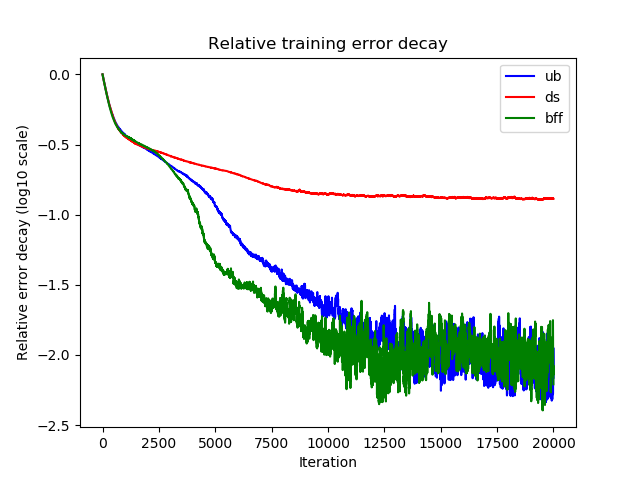 Relative training error decay
ub
ds
bff
Relative error decay (log10 scale)
0.0
−0.5
−1.0
−1.5
−2.0
−2.5
0 2500 5000 7500 10000 12500 15000 17500 20000
Iteration